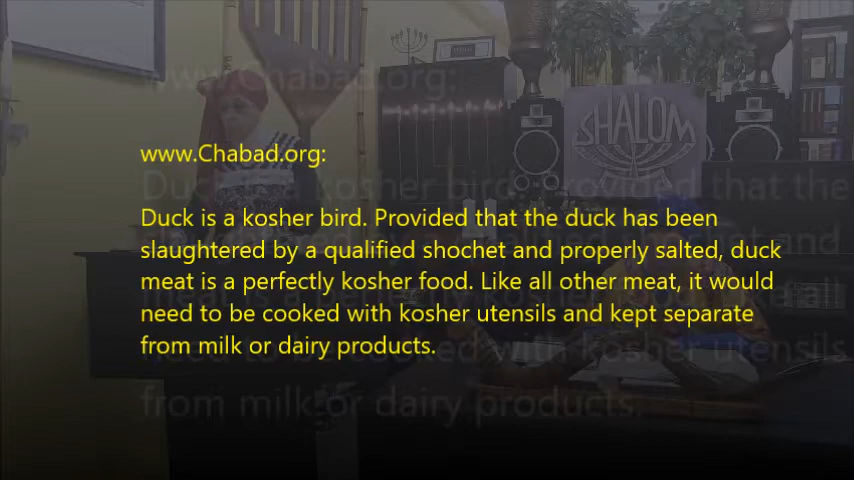 SHALOM
www.Chabad.org:
Duck is a kosher bird. Provided that the duck has been
slaughtered by a qualified shochet and properly salted, duck
meat is a perfectly kosher food. Like all other meat, it would
need to be cooked with kosher utensils and kept separate
from milk or dairy products.